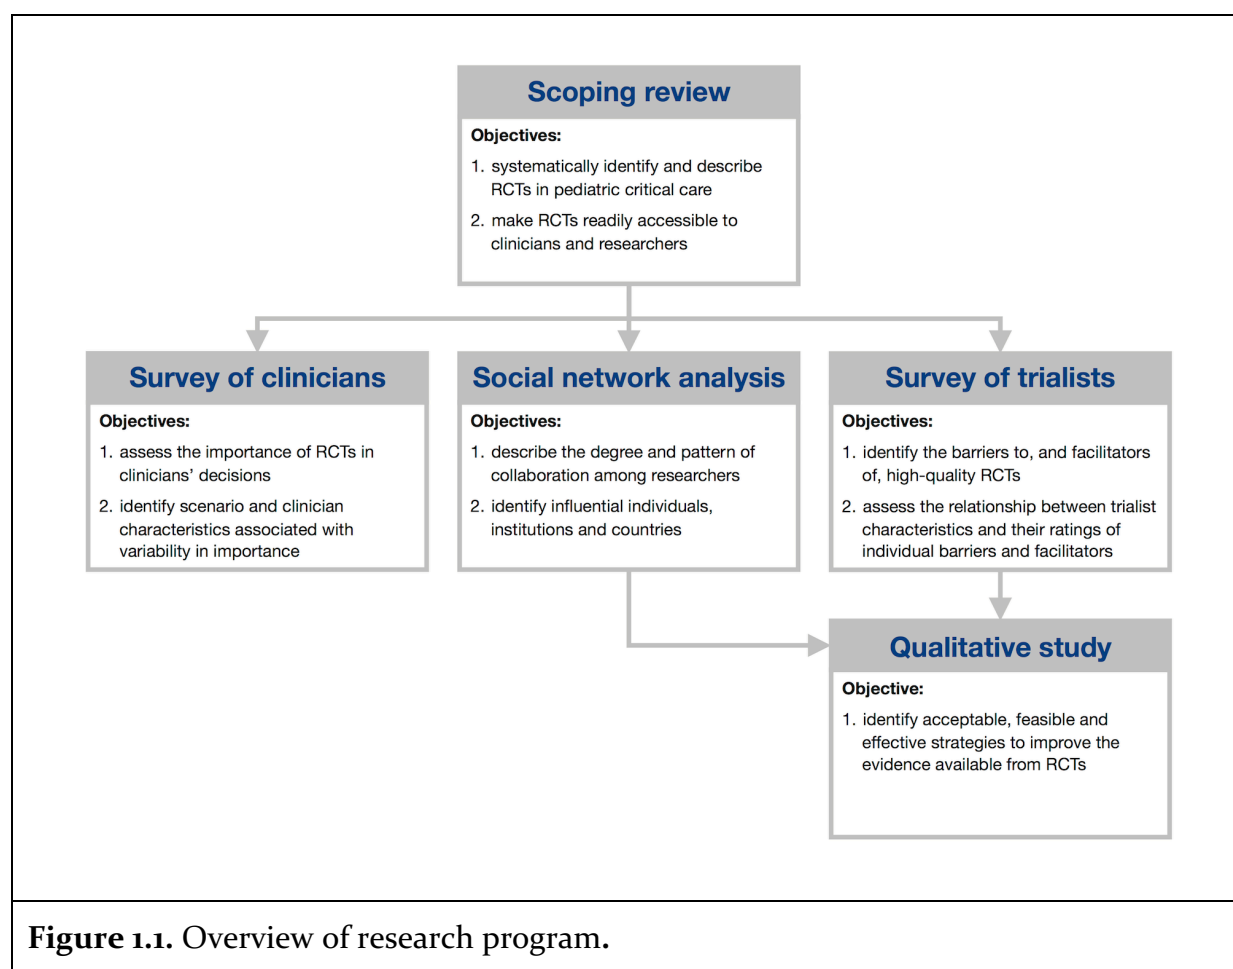 Scoping review
Objectives:
1. systematically identify and describe
RCTs in pediatric critical care
2. make RCTs readily accessible to
clinicians and researchers
Survey of clinicians
Objectives:
1. assess the importance of RCTs in
clinicians’ decisions
2. identify scenario and clinician
characteristics associated with
variability in importance
Social network analysis
Objectives:
1. describe the degree and pattern of
collaboration among researchers
2. identify influential individuals,
institutions and countries
Survey of trialists
Objectives:
1. identify the barriers to, and facilitators
of, high-quality RCTs
2. assess the relationship between trialist
characteristics and their ratings of
individual barriers and facilitators
Qualitative study
Objective:
1. identify acceptable, feasible and
effective strategies to improve the
evidence available from RCTs
Figure 1.1. Overview of research program.